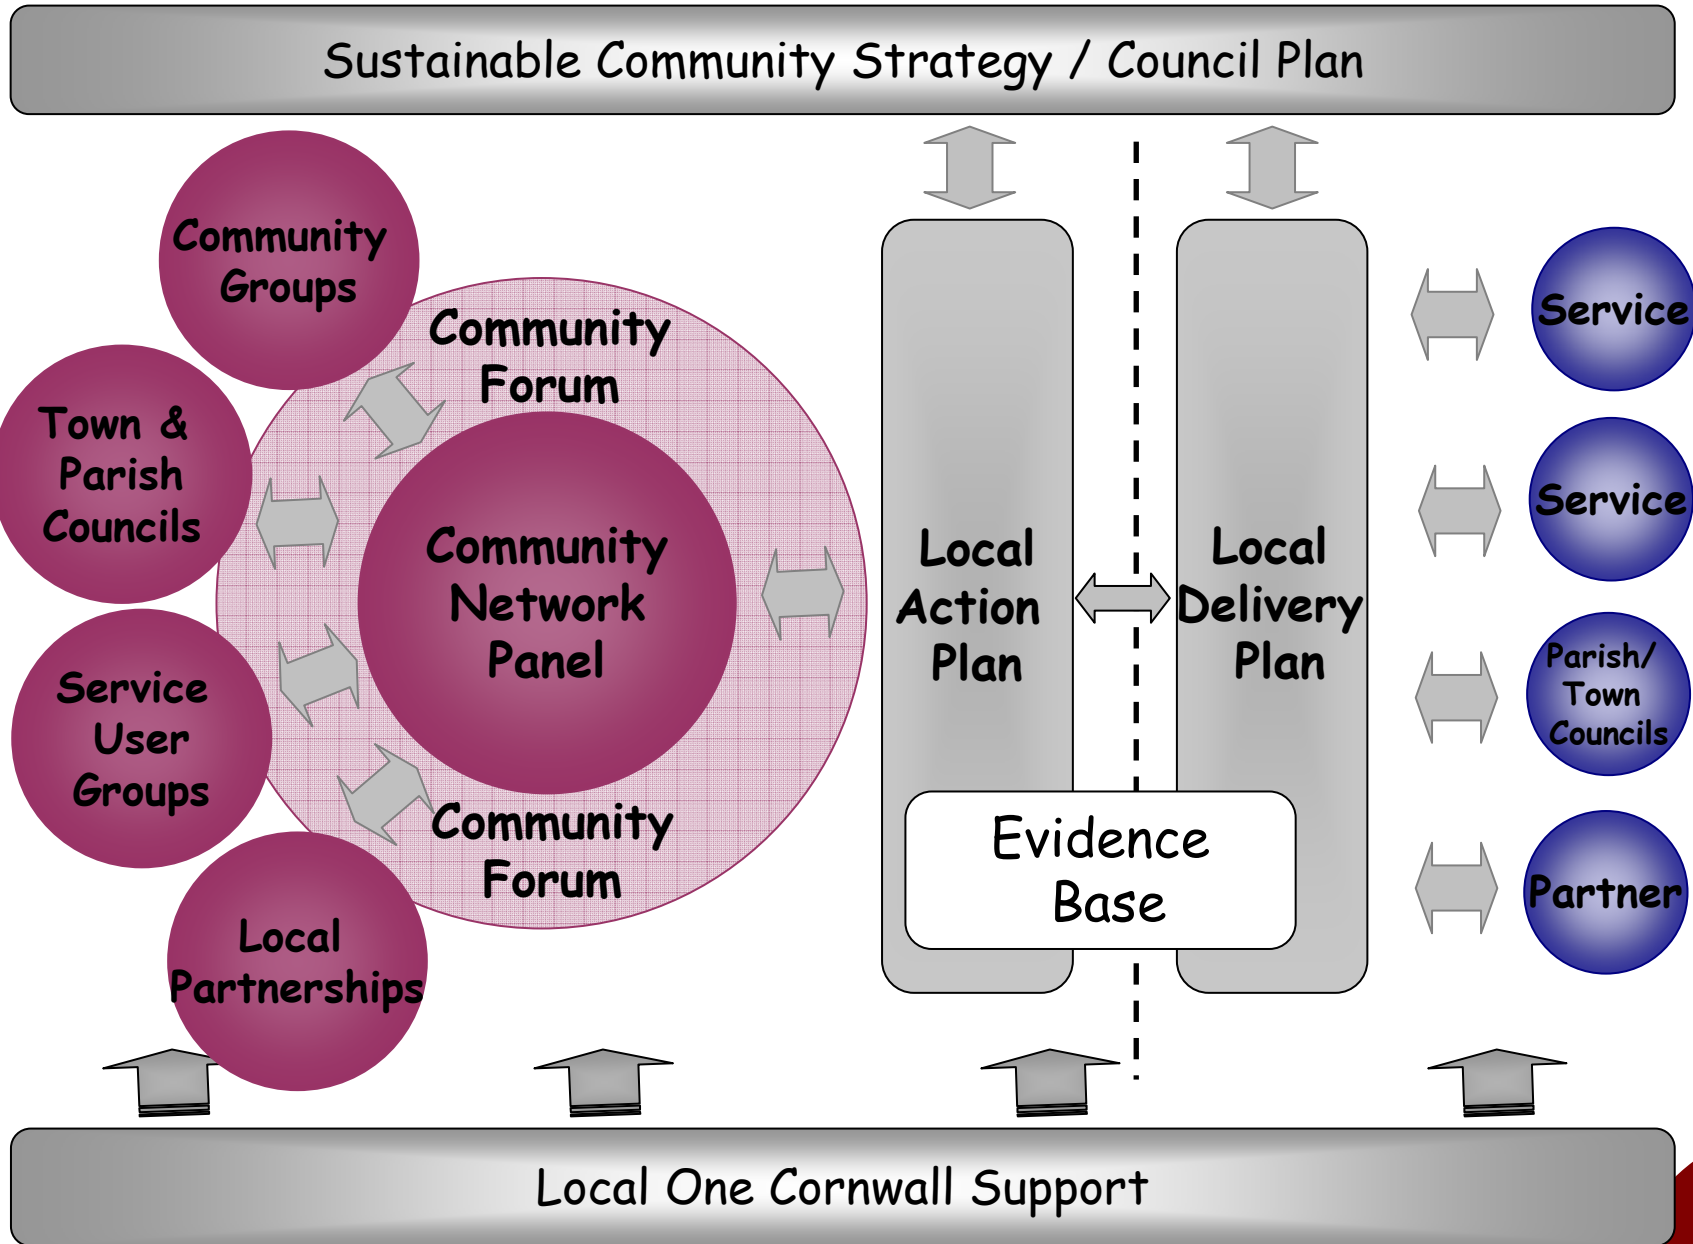 Sustainable Community Strategy / Council Plan
Community
Groups
Town &
Parish
Councils
Service
User
Groups
Local
Partnerships
Community
Forum
Community
Network
Panel
Community
Forum
Local
Action
Plan
Local
Delivery
Plan
Evidence
Base
Service
Service
Parish/
Town
Councils
Partner
Local One Cornwall Support